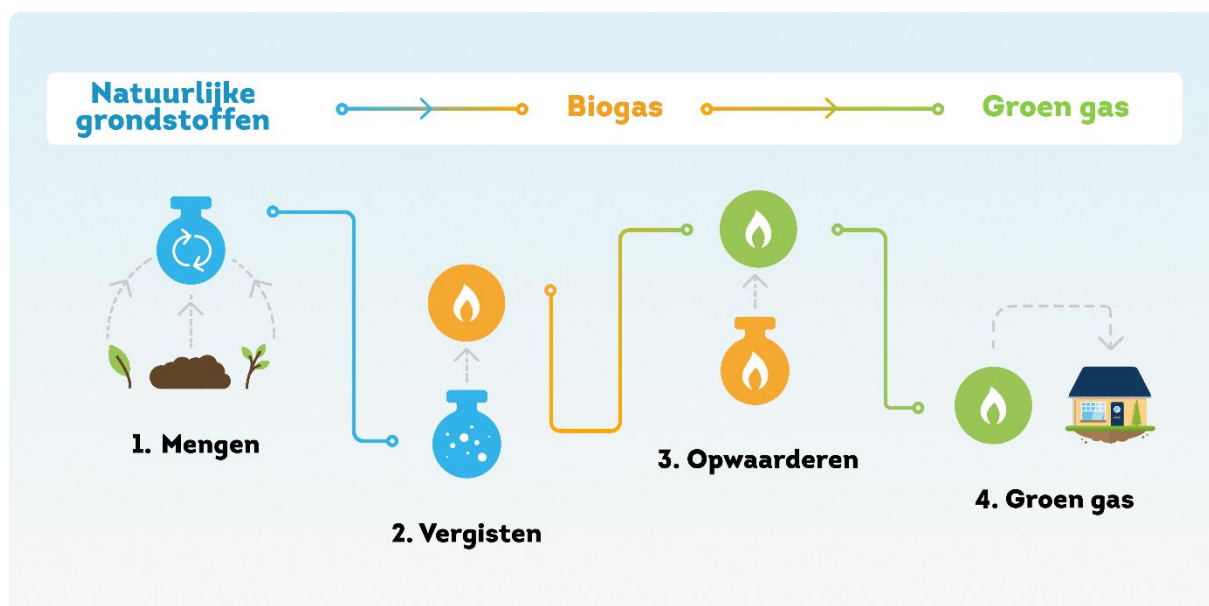 Natuurlijke
grondstoffen
Biogas
Groen gas
1. Mengen
2. Vergisten
3. Opwaarderen
4. Groen gas